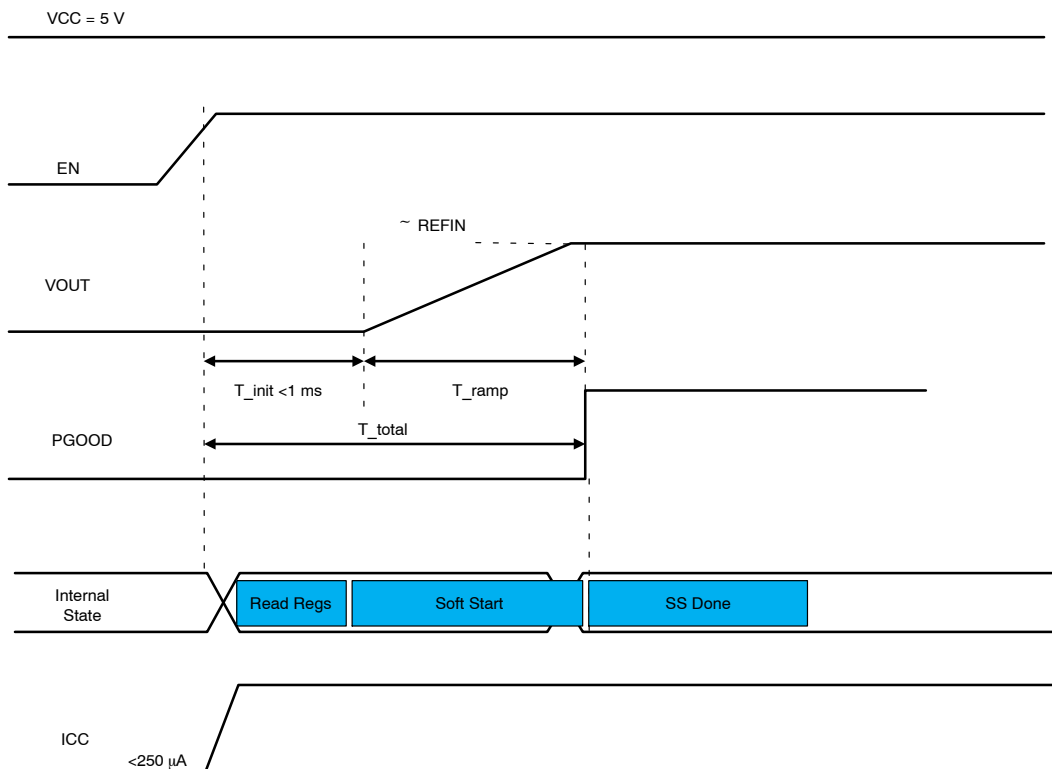 VCC = 5 V
EN
~ REFIN
VOUT
T_init <1 ms
T_ramp
T_total
PGOOD
Internal
State
Read Regs
Soft Start
SS Done
ICC
<250 μA